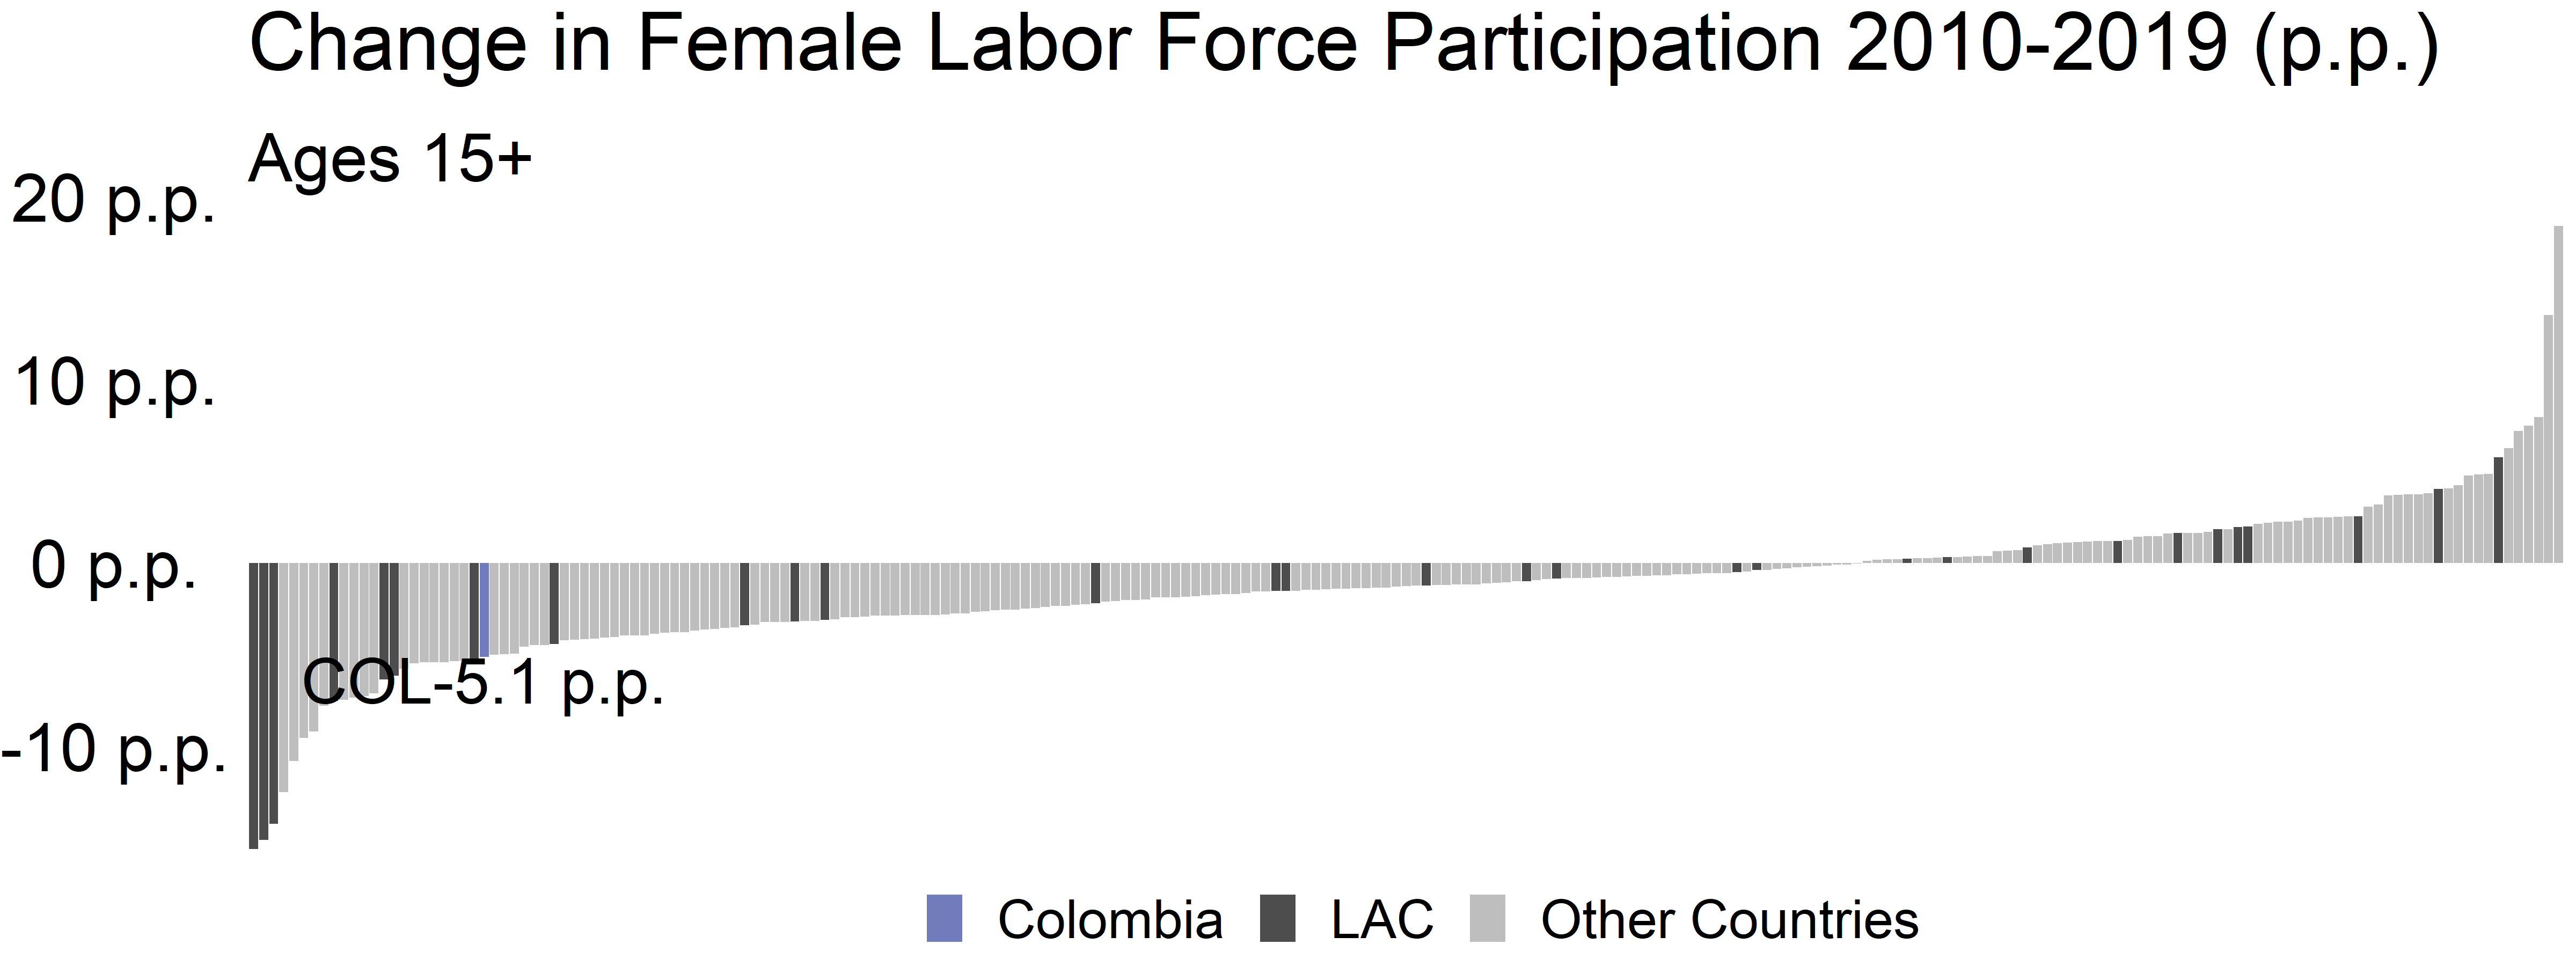 Change in Female Labor Force Participation 2010-2019 (p.p.)
Ages 15+
20 p.p.
10 p.p.
0 p.p.
COL-5.1 p.p.
-10 p.p.
Colombia LAC Other Countries